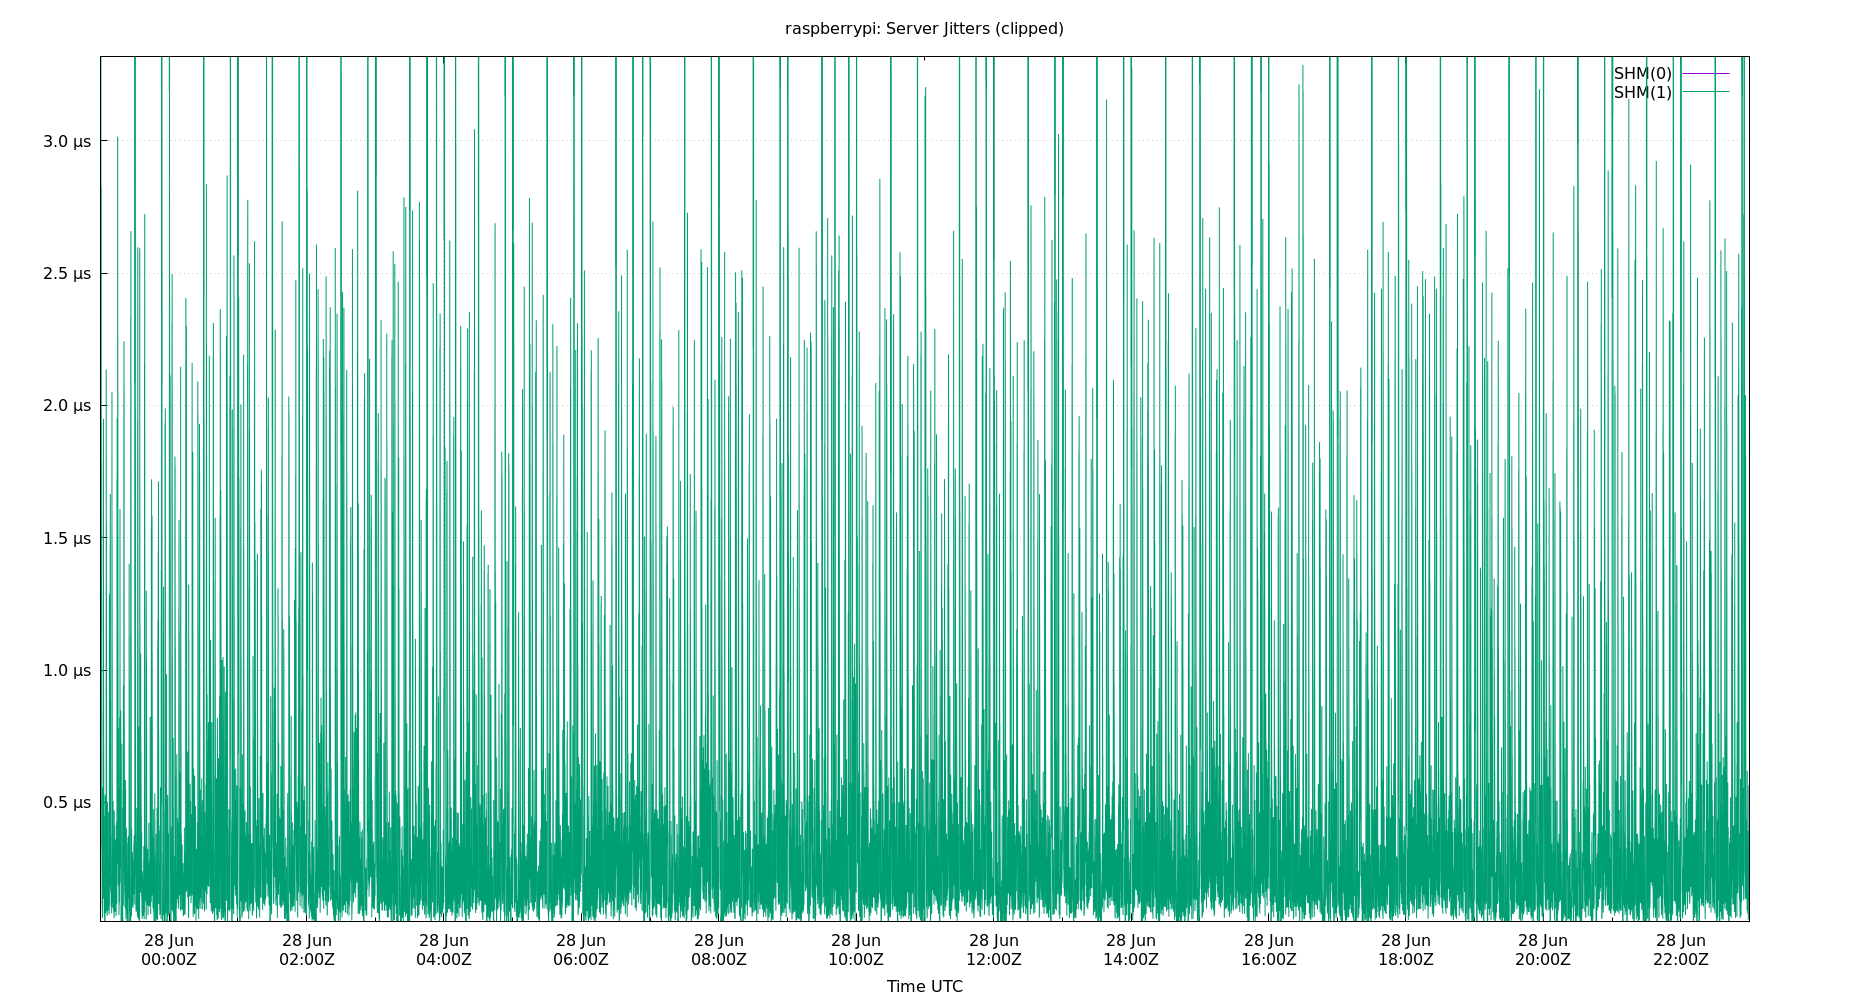 raspberrypi: Server Jitters (clipped)
SHM(0)
SHM(1)
3.0 µs
2.5 µs
2.0 µs
1.5 µs
1.0 µs
0.5 µs
28 Jun 28 Jun 28 Jun 28 Jun 28 Jun 28 Jun 28 Jun 28 Jun 28 Jun 28 Jun 28 Jun 28 Jun
00:00Z 02:00Z 04:00Z 06:00Z 08:00Z 10:00Z 12:00Z 14:00Z 16:00Z 18:00Z 20:00Z 22:00Z
Time UTC